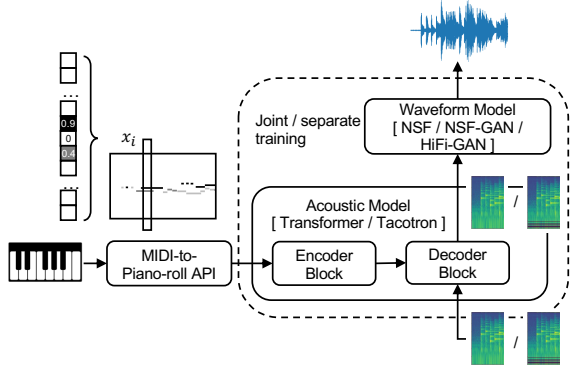 ...
0.9
0
0.4
...
x_i
Joint / separate
training
Waveform Model
[ NSF / NSF-GAN /
HiFi-GAN ]
Acoustic Model
[ Transformer / Tacotron ]
/
MIDI-to-
Piano-roll API
Encoder
Block
Decoder
Block
/